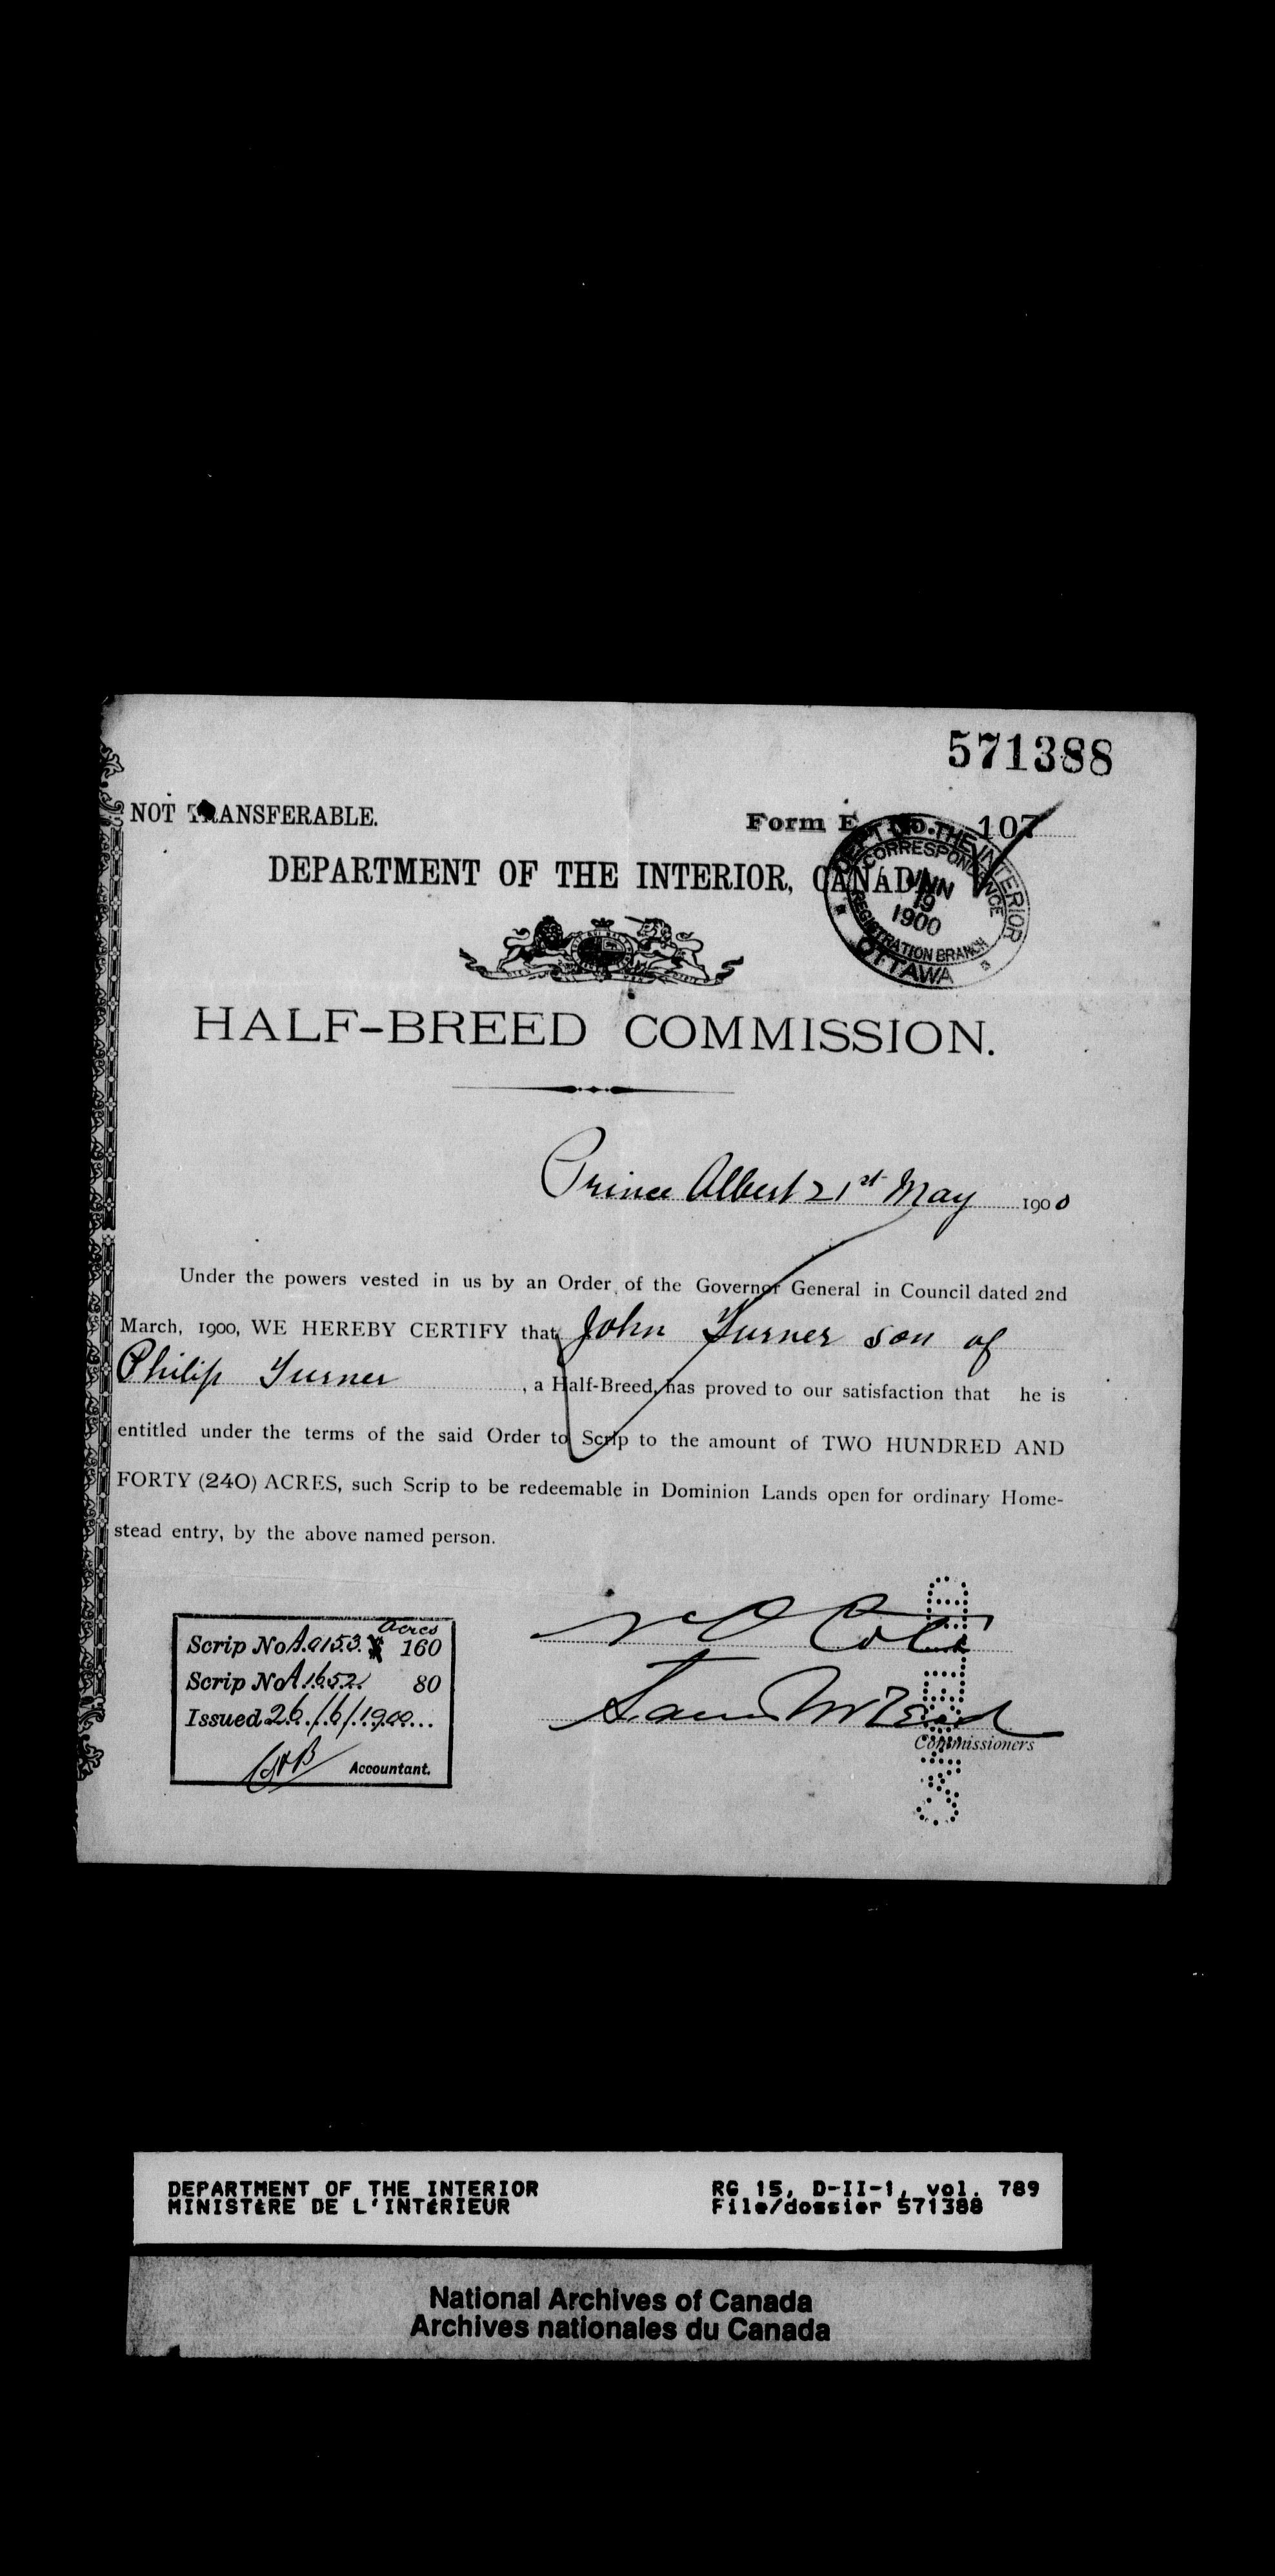 571388
NOT TRANSFERABLE.
Form E No. 107
DEPARTMENT OF THE INTERIOR, CANADA.
DEP'T OF THE INTERIOR
CORRESPONDENCE
JUN
19
1900
REGISTRATION BRANCH
OTTAWA
HALF-BREED COMMISSION.
Prince Albert 21st May 1900
Under the powers vested in us by an Order of the Governor General in Council dated 2nd
March, 1900, WE HEREBY CERTIFY that John Turner son of
Philip Turner, a Half-Breed, has proved to our satisfaction that he is
entitled under the terms of the said Order to Scrip to the amount of TWO HUNDRED AND
FORTY (240) ACRES, such Scrip to be redeemable in Dominion Lands open for ordinary Home-
stead entry, by the above named person.
Acres
Scrip No A.0153. 160
Scrip No A.1652. 80
Issued 26/6/1900...
Accountant.
Commissioners
DEPARTMENT OF THE INTERIOR
MINISTÈRE DE L'INTÉRIEUR
RG 15, D-II-1, vol. 789
File/dossier 571388
National Archives of Canada
Archives nationales du Canada